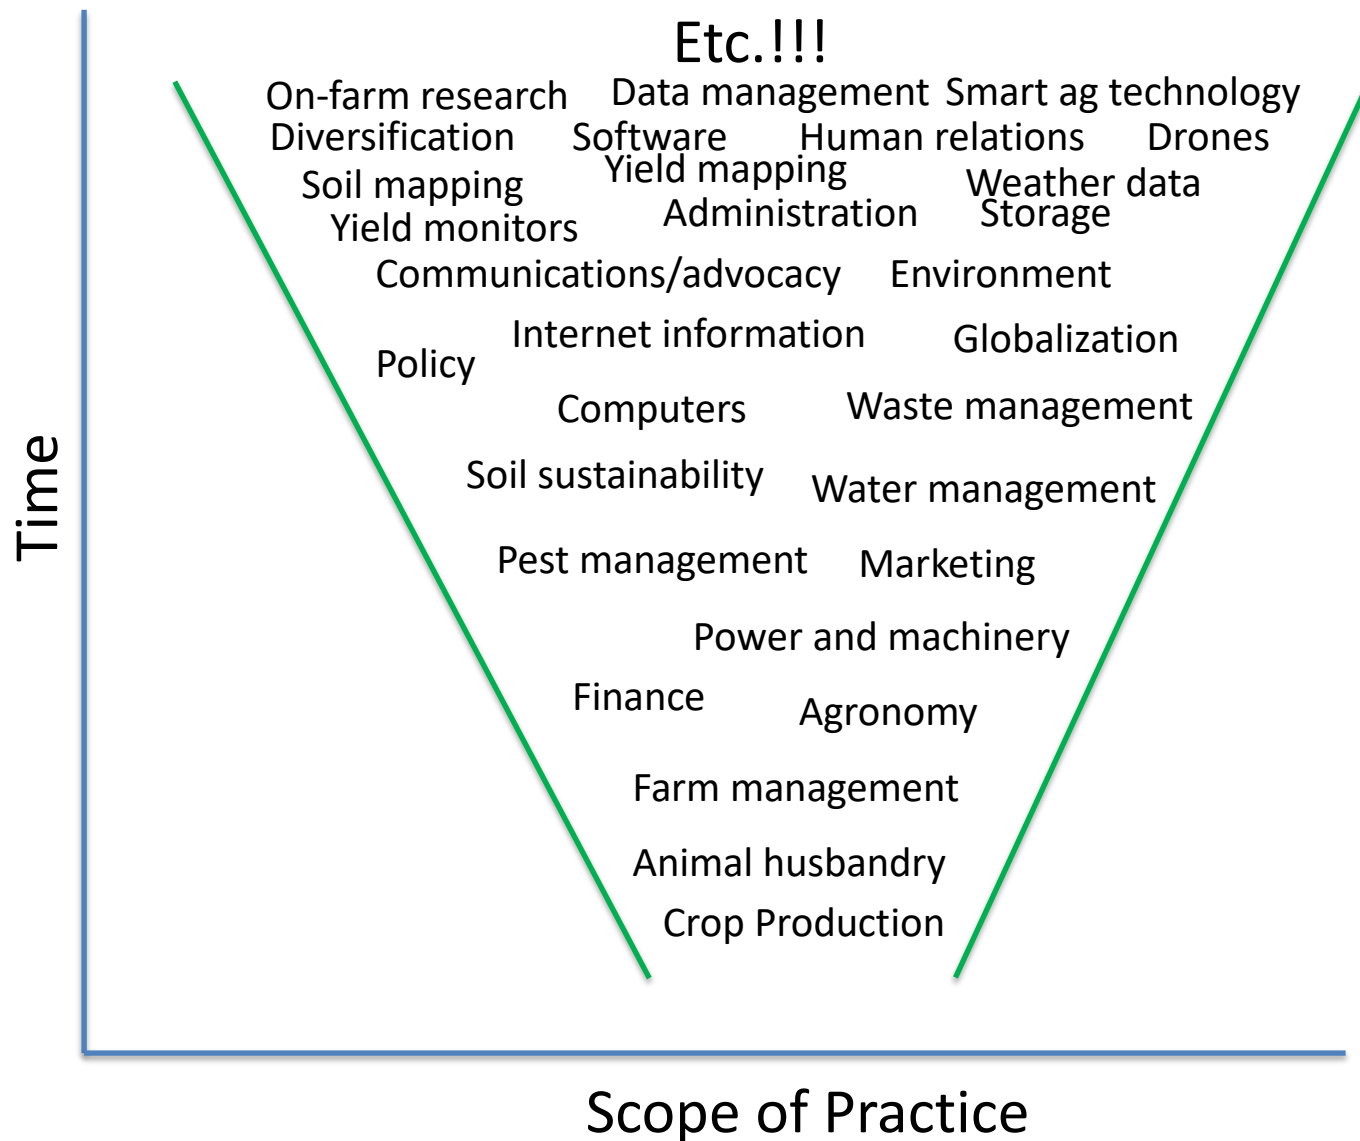 Etc.!!!
On-farm research Data management Smart ag technology
Diversification Software Human relations Drones
Yield mapping
Soil mapping Weather data
Administration Storage
Yield monitors
Communications/advocacy Environment
Internet information Globalization
Policy
Computers Waste management
Soil sustainability Water management
Pest management Marketing
Power and machinery
Finance Agronomy
Farm management
Animal husbandry
Crop Production
Time
Scope of Practice